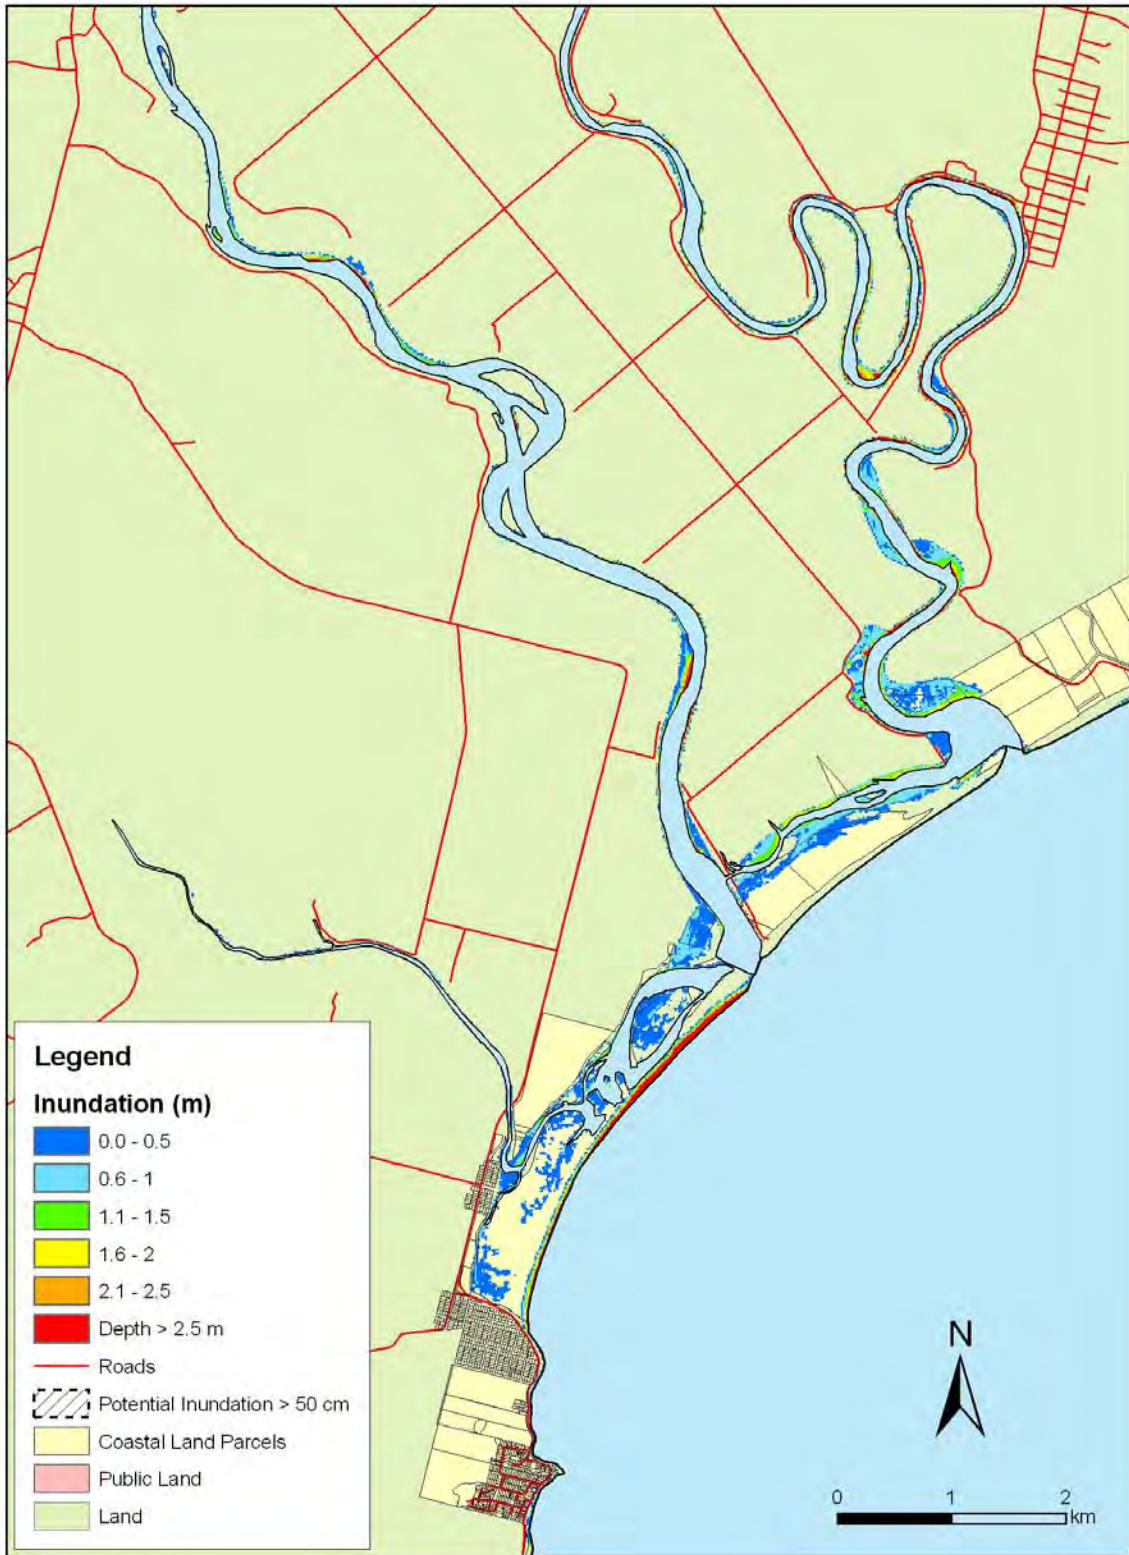 Legend
Inundation (m)
0.0 - 0.5
0.6 - 1
1.1 - 1.5
1.6 - 2
2.1 - 2.5
Depth > 2.5 m
Roads
Potential Inundation > 50 cm
Coastal Land Parcels
Public Land
Land
N
0 1 2
km